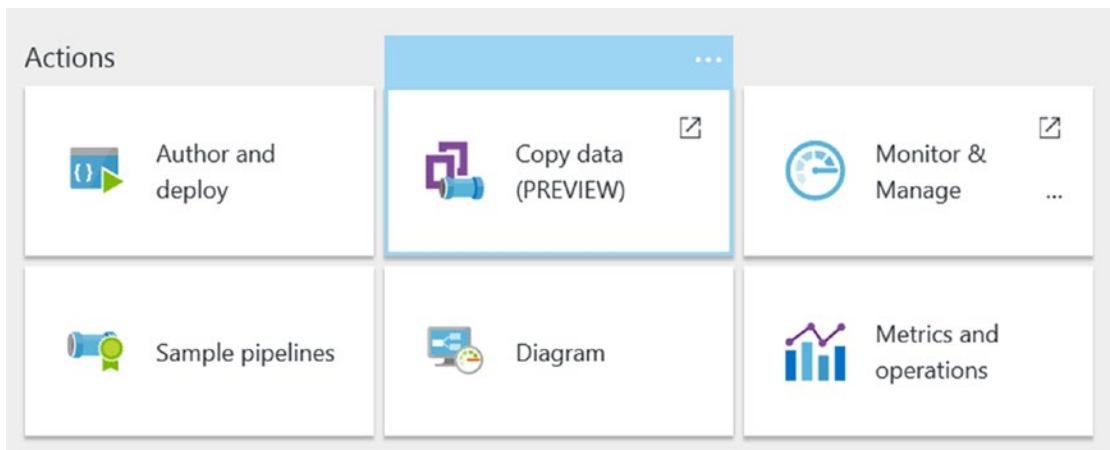 Actions
...
Author and
deploy
Copy data
(PREVIEW)
Monitor &
Manage
...
Sample pipelines
Diagram
Metrics and
operations